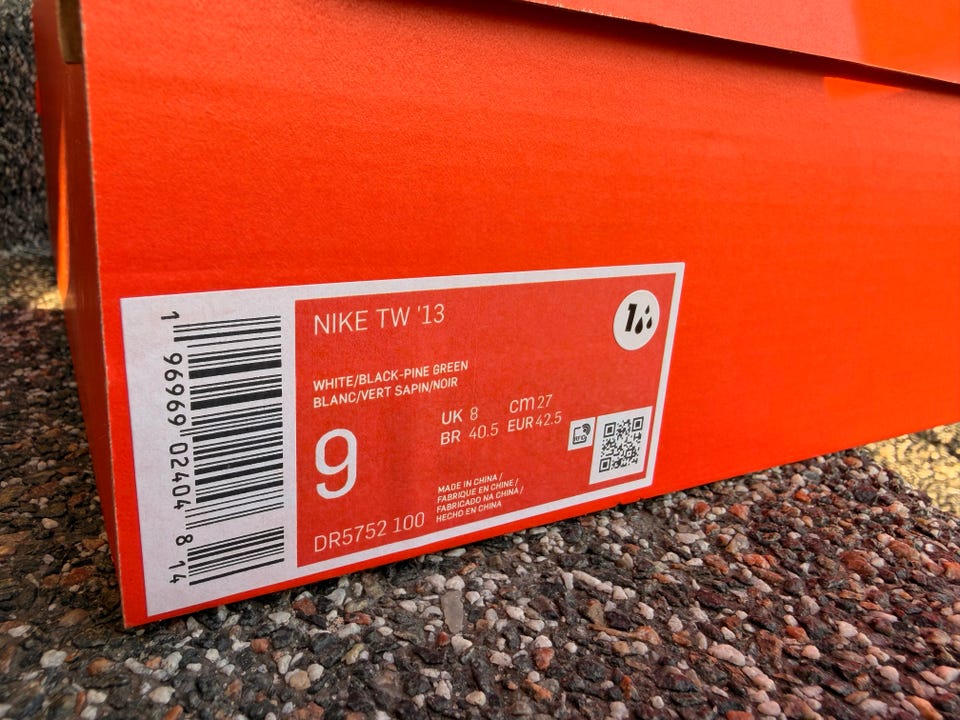 1 96969 02404 8 14
NIKE TW '13
1
WHITE/BLACK-PINE GREEN
BLANC/VERT SAPIN/NOIR
9
UK 8 cm 27
BR 40.5 EUR 42.5
RFID
MADE IN CHINA /
FABRIQUE EN CHINE /
FABRICADO NA CHINA /
HECHO EN CHINA
DR5752 100